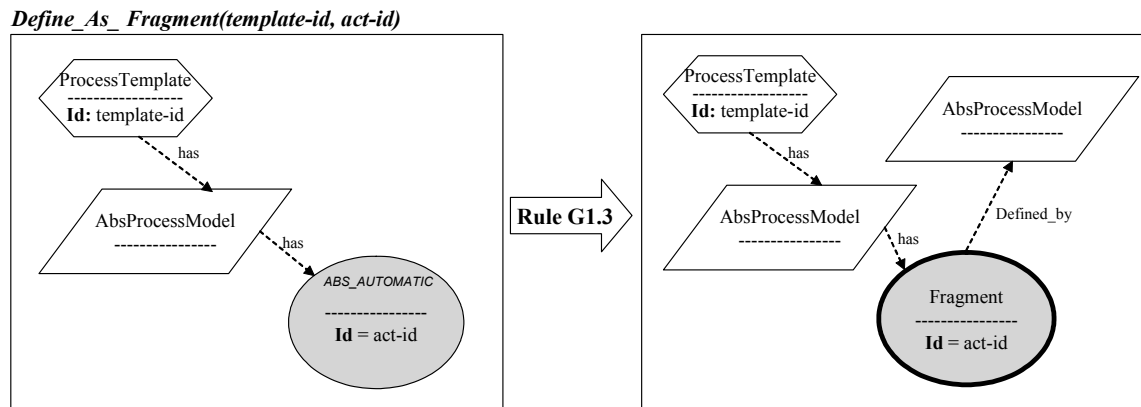 Define_As_ Fragment(template-id, act-id)
ProcessTemplate
-----------------
Id: template-id
has
AbsProcessModel
----------------
has
ABS_AUTOMATIC
----------------
Id = act-id
Rule G1.3
ProcessTemplate
-----------------
Id: template-id
has
AbsProcessModel
----------------
AbsProcessModel
----------------
Defined_by
has
Fragment
----------------
Id = act-id